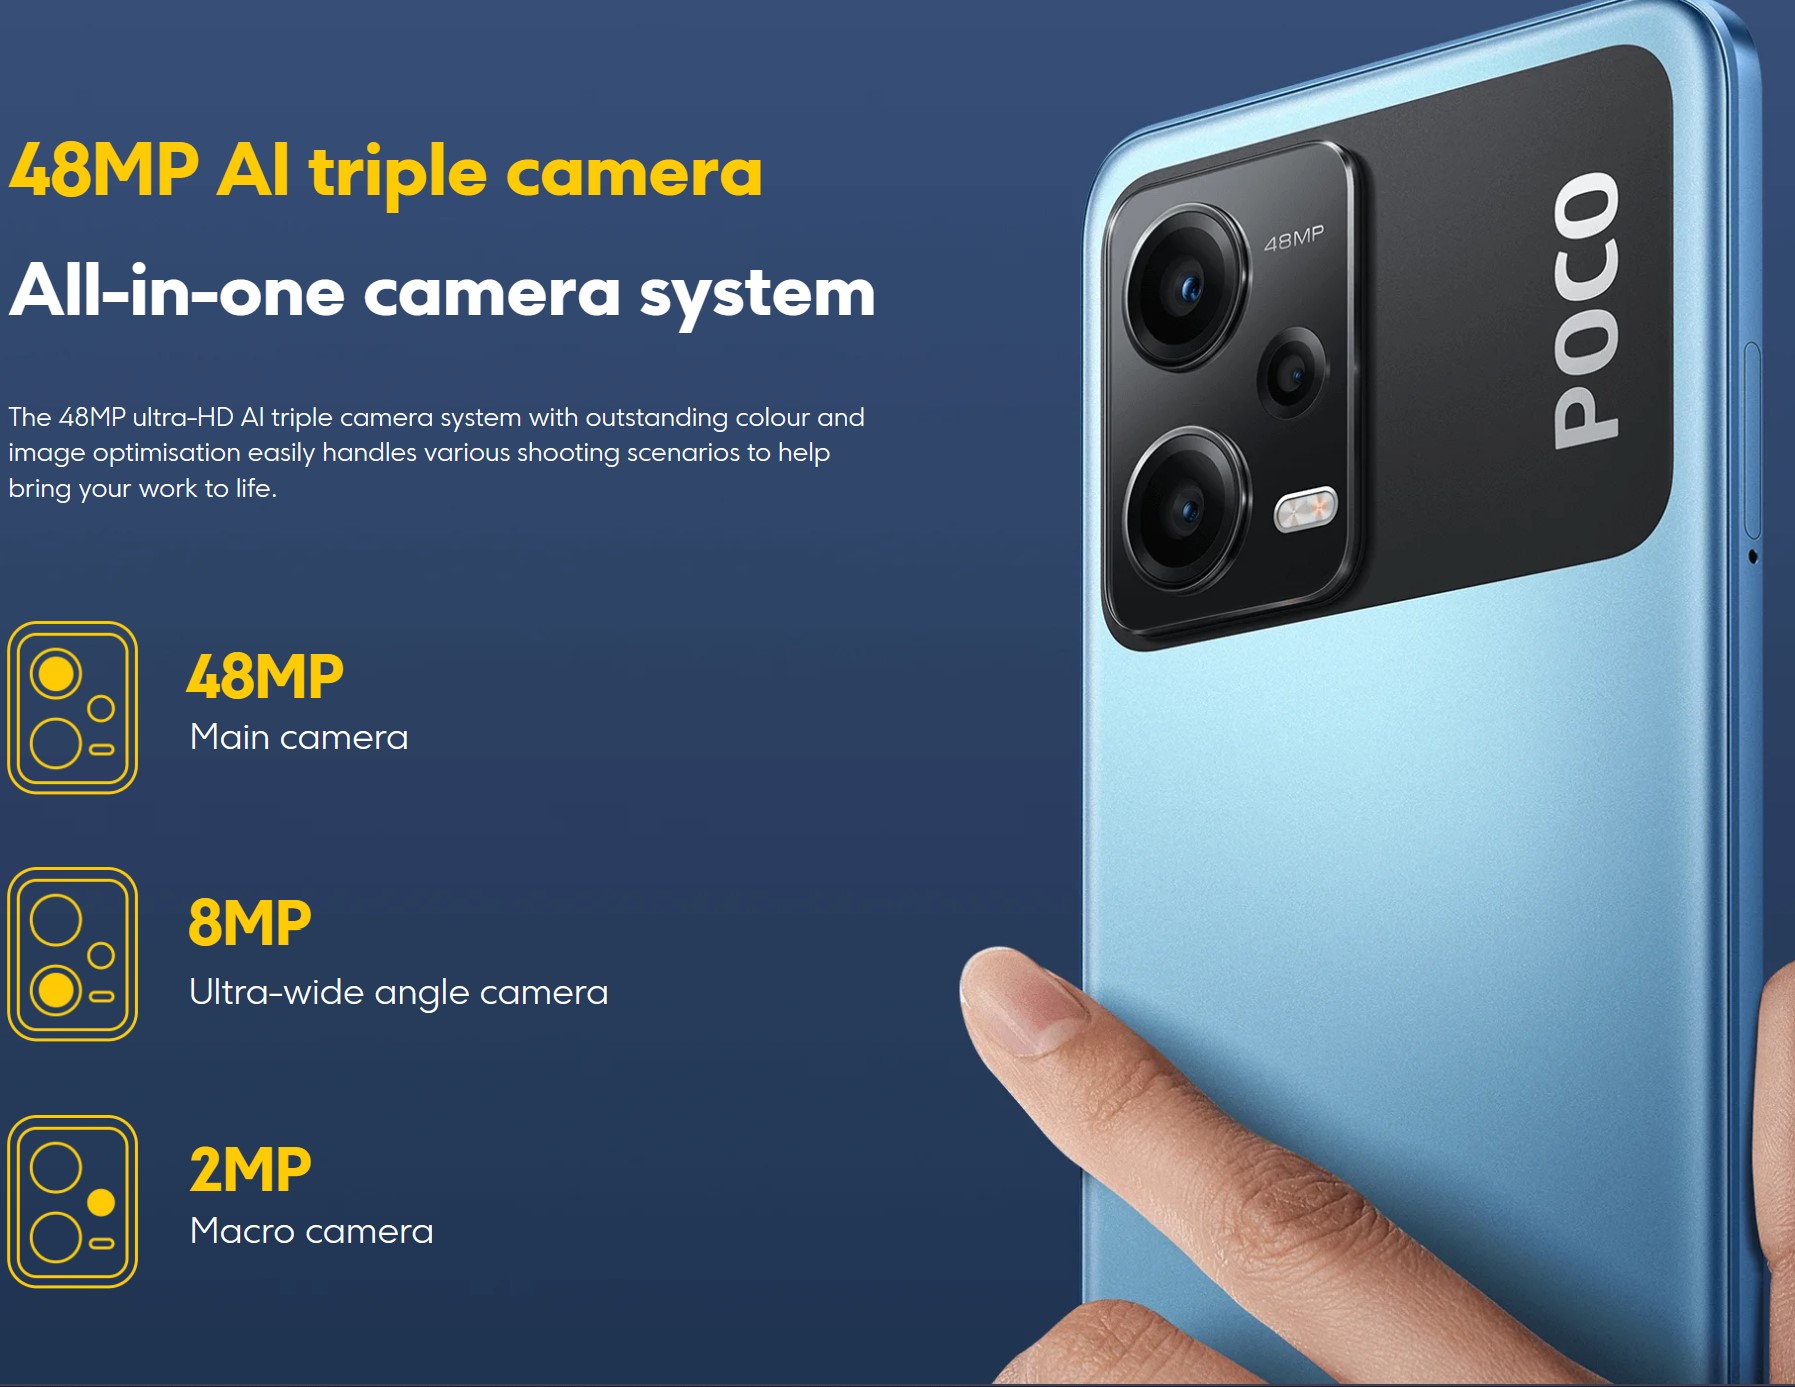 48MP AI triple camera
All-in-one camera system
The 48MP ultra-HD AI triple camera system with outstanding colour and
image optimisation easily handles various shooting scenarios to help
bring your work to life.
48MP
Main camera
8MP
Ultra-wide angle camera
2MP
Macro camera
48MP
POCO